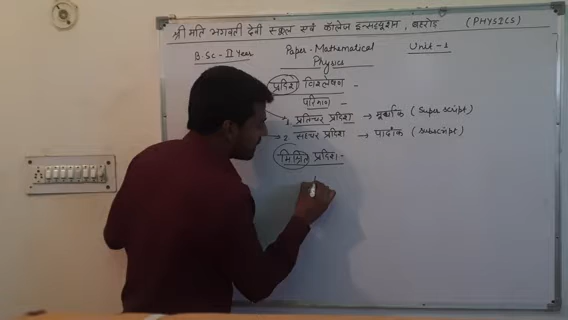 श्रीमति भगवती देवी स्कूल एवं कॉलेज इन्सट्यूशन, बहरोड़ (PHYSICS)
B.Sc - II Year Paper - Mathematical Physics Unit - 1
प्रदिश विश्लेषण -
परिमाण -
1. प्रतिचर प्रदिश → मूर्धांक (Super script)
2. सहचर प्रदिश → पादांक (subscript)
मिश्रित प्रदिश -